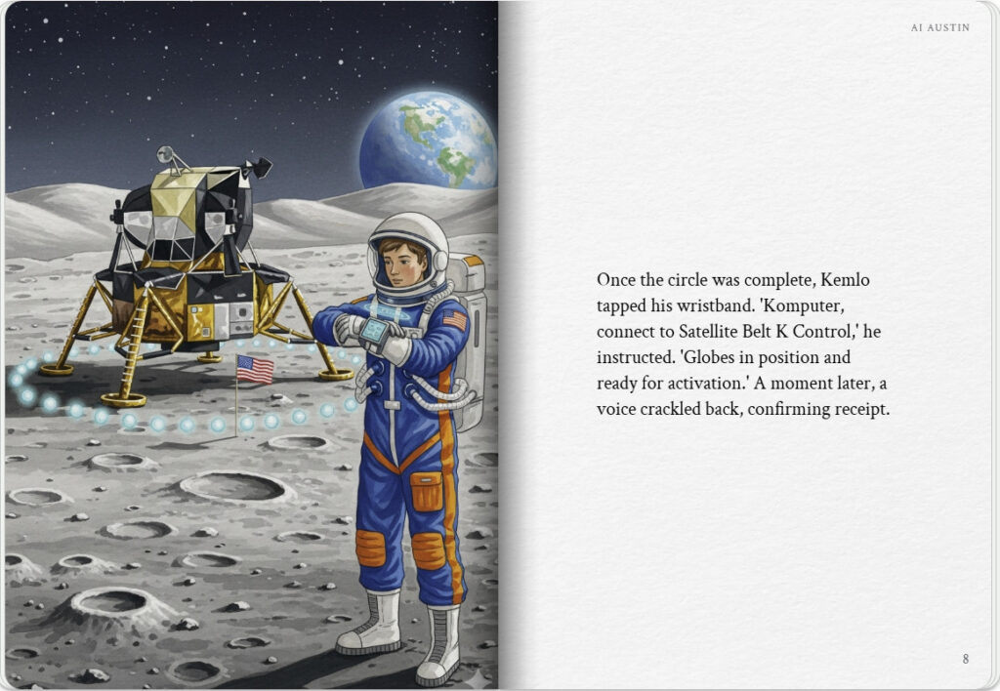 AI AUSTIN
Once the circle was complete, Kemlo
tapped his wristband. 'Komputer,
connect to Satellite Belt K Control,' he
instructed. 'Globes in position and
ready for activation.' A moment later, a
voice crackled back, confirming receipt.
8